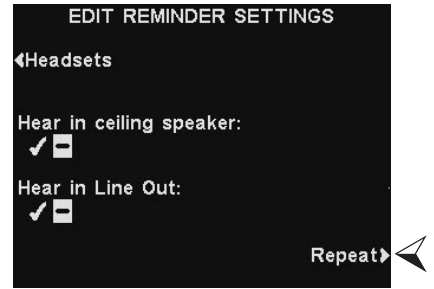 EDIT REMINDER SETTINGS
Headsets
Hear in ceiling speaker:
Hear in Line Out:
Repeat